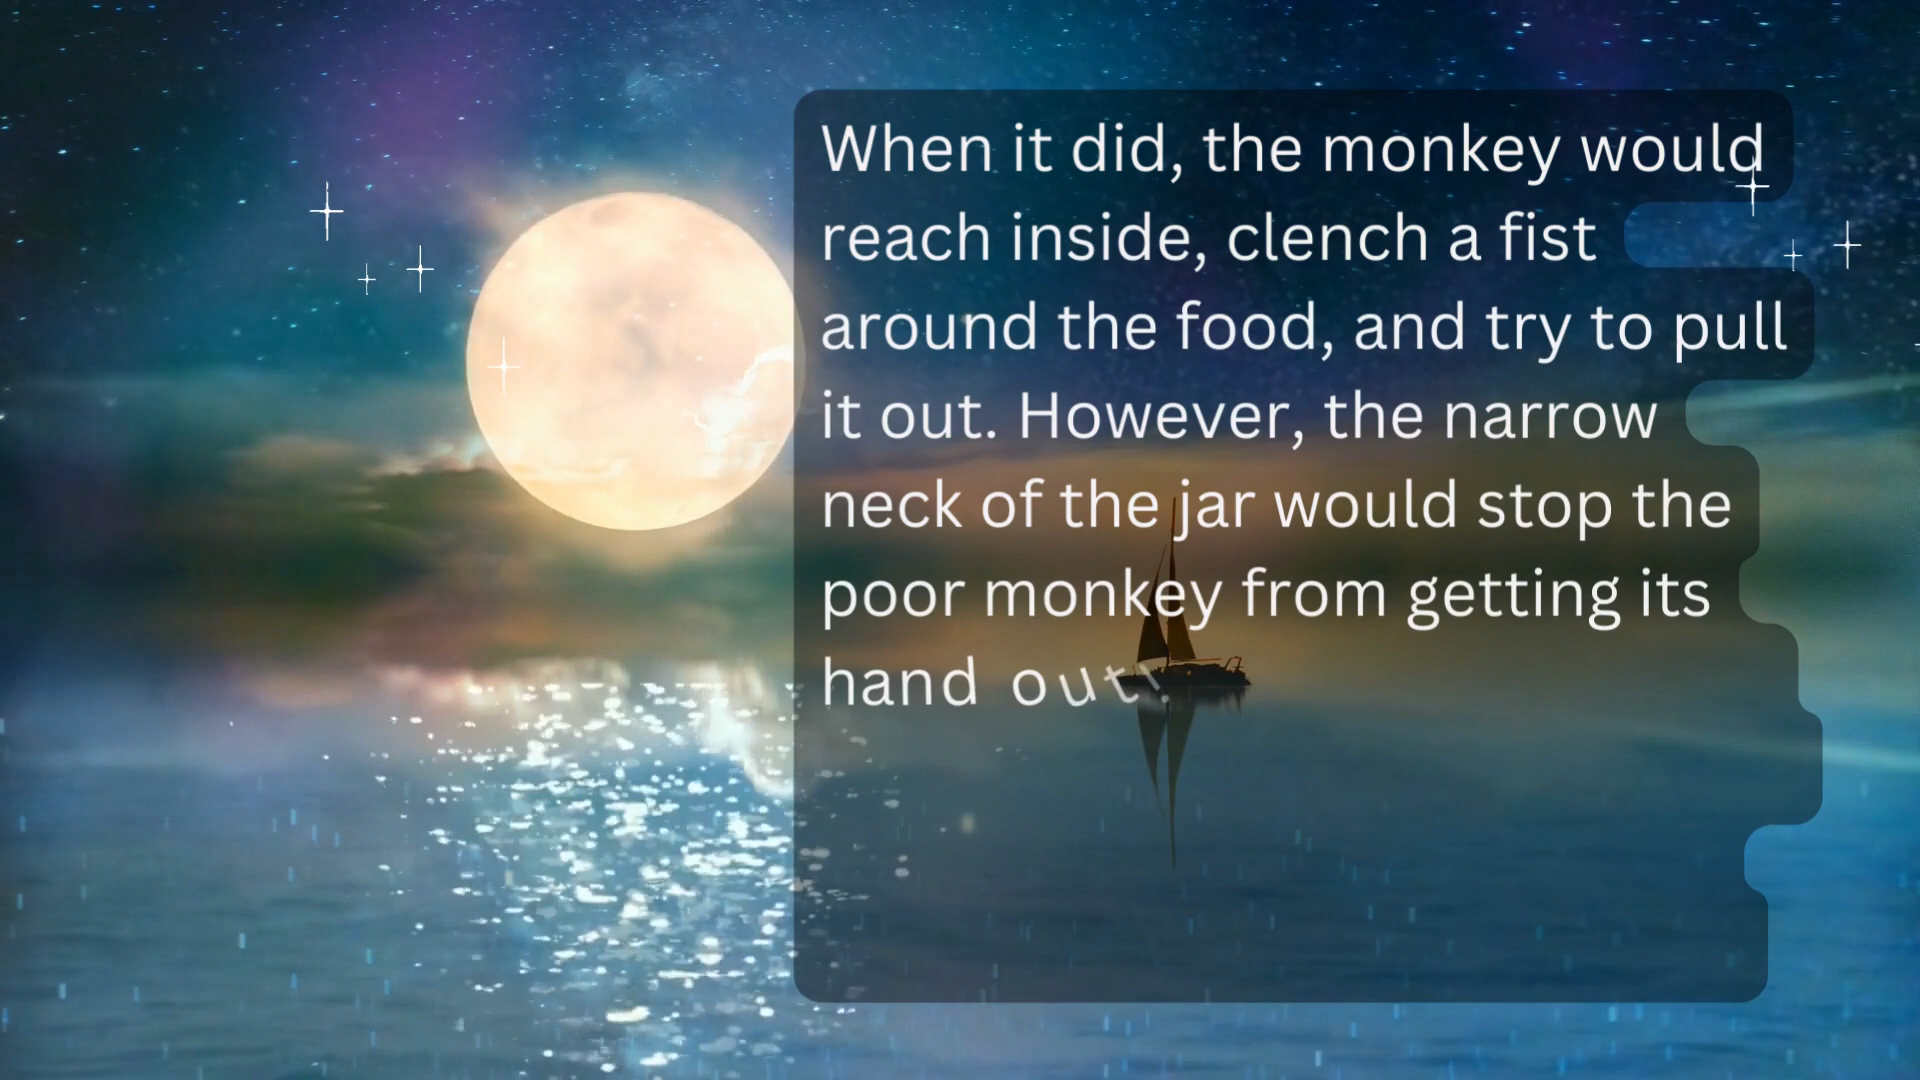 When it did, the monkey would
reach inside, clench a fist
around the food, and try to pull
it out. However, the narrow
neck of the jar would stop the
poor monkey from getting its
hand out!